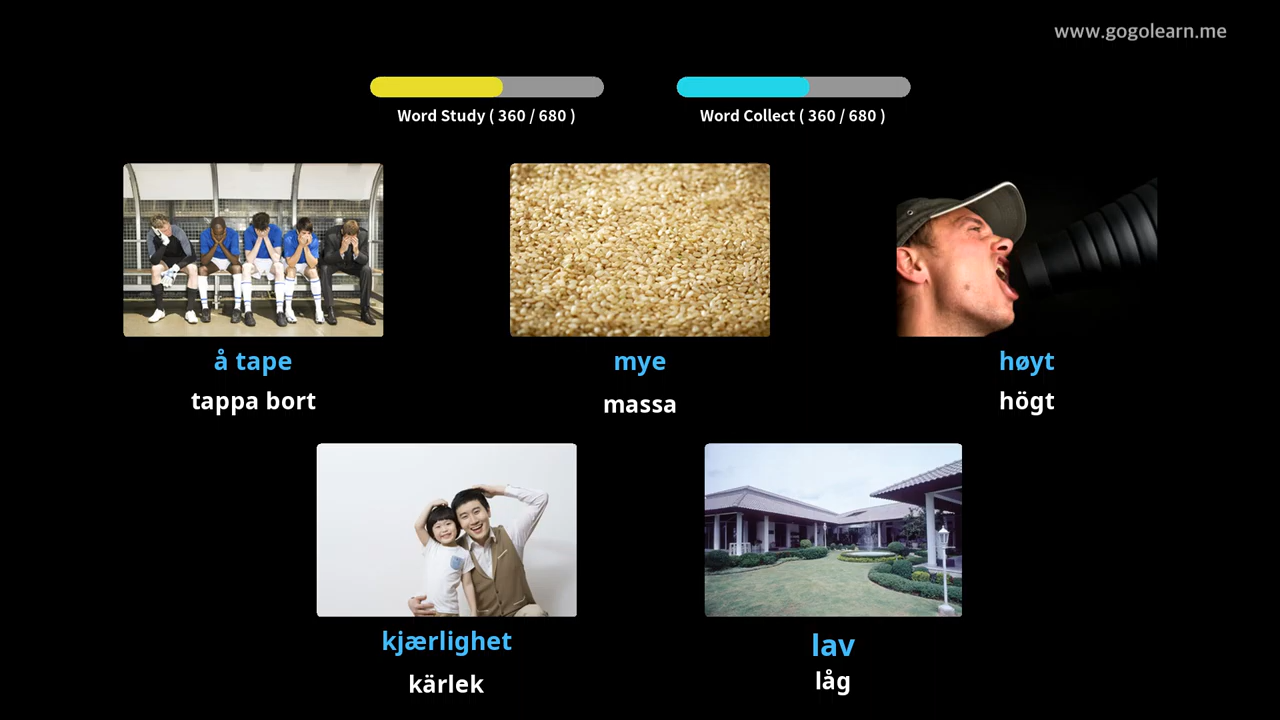 www.gogolearn.me
Word Study ( 360 / 680 )
Word Collect ( 360 / 680 )
å tape
tappa bort
mye
massa
høyt
högt
kjærlighet
kärlek
lav
låg